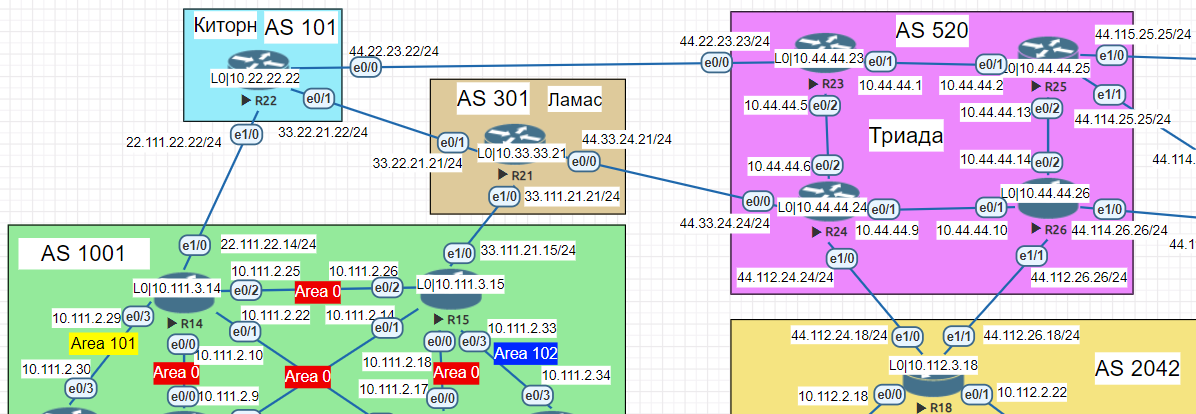 Киторн AS 101
44.22.23.22/24
e0/0
L0|10.22.22.22
R22
e0/1
33.22.21.22/24
e1/0
22.111.22.22/24
AS 301 Ламас
e0/1
33.22.21.21/24
L0|10.33.33.21
R21
44.33.24.21/24
e0/0
e1/0
33.111.21.21/24
AS 520
Триада
44.22.23.23/24
e0/0
L0|10.44.44.23
R23
e0/1
10.44.44.1
10.44.44.2
e0/1
L0|10.44.44.25
R25
44.115.25.25/24
e1/0
e1/1
44.114.25.25/24
10.44.44.5
e0/2
10.44.44.13
e0/2
10.44.44.6
e0/2
10.44.44.14
e0/2
44.114.
e0/0
44.33.24.24/24
L0|10.44.44.24
R24
e0/1
10.44.44.9
e0/1
10.44.44.10
L0|10.44.44.26
R26
e1/0
44.114.26.26/24
44.1
e1/0
44.112.24.24/24
e1/1
44.112.26.26/24
AS 1001
e1/0
22.111.22.14/24
L0|10.111.3.14
R14
10.111.2.25
e0/2
Area 0
10.111.2.26
e0/2
e1/0
33.111.21.15/24
L0|10.111.3.15
R15
10.111.2.29
e0/3
Area 101
10.111.2.30
e0/3
10.111.2.22
e0/1
10.111.2.14
e0/1
e0/0
10.111.2.10
Area 0
e0/0
10.111.2.9
Area 0
10.111.2.18
e0/0
Area 0
10.111.2.17
e0/0
10.111.2.33
e0/3
Area 102
10.111.2.34
e0/3
AS 2042
44.112.24.18/24
e1/0
e1/1
44.112.26.18/24
L0|10.112.3.18
R18
10.112.2.18
e0/0
e0/1
10.112.2.22